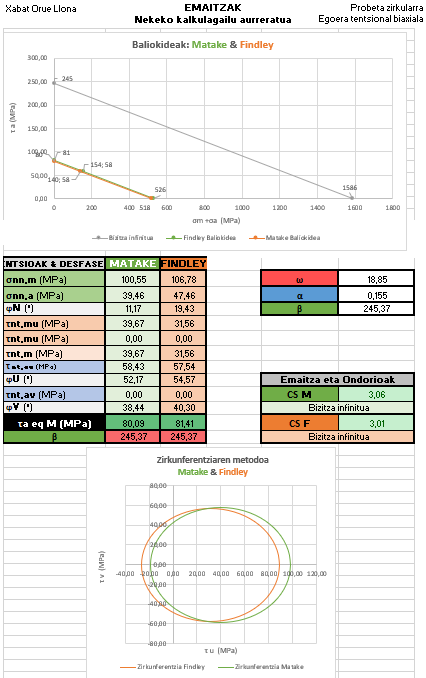 Xabat Orue Llona EMAITZAK Probeta zirkularra
Nekeko kalkulagailu aurreratua Egoera tentsional biaxiala
Baliokideak: Matake & Findley
300,00
250,00
200,00
150,00
100,00
50,00
0,00
τ a (MPa)
245
81
80
154; 58
140; 58
526
518
1586
0 200 400 600 800 1000 1200 1400 1600 1800
σm +σa (MPa)
Bizitza infinitua Findley Baliokidea Matake Baliokidea
NTSIOAK & DESFASE MATAKE FINDLEY
σnn,m (MPa) 100,55 106,78
σnn,a (MPa) 39,46 47,46
φN (°) 11,17 19,43
τnt,mu (MPa) 39,67 31,56
τnt,mv (MPa) 0,00 0,00
τnt,m (MPa) 39,67 31,56
τnt,au (MPa) 58,43 57,54
φU (°) 52,17 54,57
τnt,av (MPa) 0,00 0,00
φV (°) 38,44 40,30
τa eq M (MPa) 80,09 81,41
β 245,37 245,37
ω 18,85
α 0,155
β 245,37
Emaitza eta Ondorioak
CS M 3,06
Bizitza infinitua
CS F 3,01
Bizitza infinitua
Zirkunferentziaren metodoa
Matake & Findley
80,00
60,00
40,00
20,00
0,00
-20,00
-40,00
-60,00
-80,00
τ v (MPa)
-40,00 -20,00 0,00 20,00 40,00 60,00 80,00 100,00 120,00
τ u (MPa)
Zirkunferentzia Findley Zirkunferentzia Matake